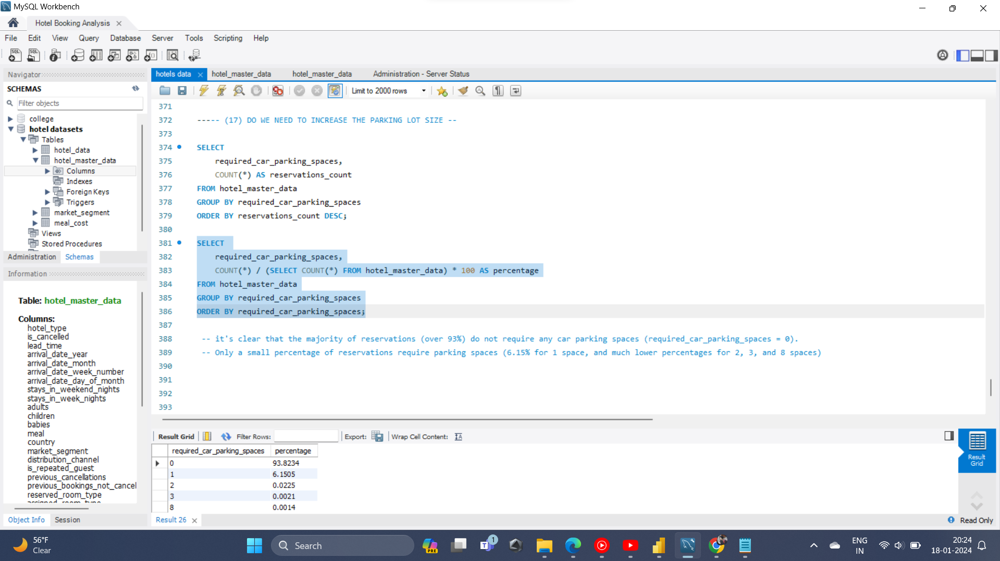 MySQL Workbench
Hotel Booking Analysis
File Edit View Query Database Server Tools Scripting Help
Navigator
SCHEMAS
Filter objects
college
hotel datasets
Tables
hotel_data
hotel_master_data
Columns
Indexes
Foreign Keys
Triggers
market_segment
meal_cost
Views
Stored Procedures
Administration Schemas
Information
Table: hotel_master_data
Columns:
hotel_type
is_cancelled
lead_time
arrival_date_year
arrival_date_month
arrival_date_week_number
arrival_date_day_of_month
stays_in_weekend_nights
stays_in_week_nights
adults
children
babies
meal
country
market_segment
distribution_channel
is_repeated_guest
previous_cancellations
previous_bookings_not_cancel
reserved_room_type
assigned_room_type
Object Info Session
hotels data hotel_master_data hotel_master_data Administration - Server Status
Limit to 2000 rows
371
372 ----- (17) DO WE NEED TO INCREASE THE PARKING LOT SIZE --
373
374 SELECT
375 required_car_parking_spaces,
376 COUNT(*) AS reservations_count
377 FROM hotel_master_data
378 GROUP BY required_car_parking_spaces
379 ORDER BY reservations_count DESC;
380
381 SELECT
382 required_car_parking_spaces,
383 COUNT(*) / (SELECT COUNT(*) FROM hotel_master_data) * 100 AS percentage
384 FROM hotel_master_data
385 GROUP BY required_car_parking_spaces
386 ORDER BY required_car_parking_spaces;
387
388 -- it's clear that the majority of reservations (over 93%) do not require any car parking spaces (required_car_parking_spaces = 0).
389 -- Only a small percentage of reservations require parking spaces (6.15% for 1 space, and much lower percentages for 2, 3, and 8 spaces)
390
391
392
393
Result Grid Filter Rows: Export: Wrap Cell Content:
required_car_parking_spaces percentage
0 93.8234
1 6.1505
2 0.0225
3 0.0021
8 0.0014
Result
Grid
Result 26
Read Only
56°F
Clear
Search
PRE
1
ENG
IN
20:24
18-01-2024